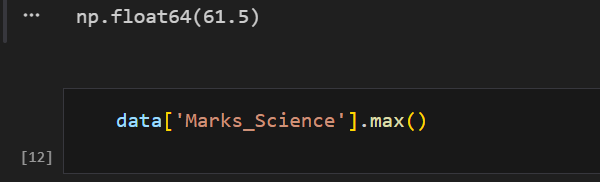 ... np.float64(61.5)
data['Marks_Science'].max()
[12]